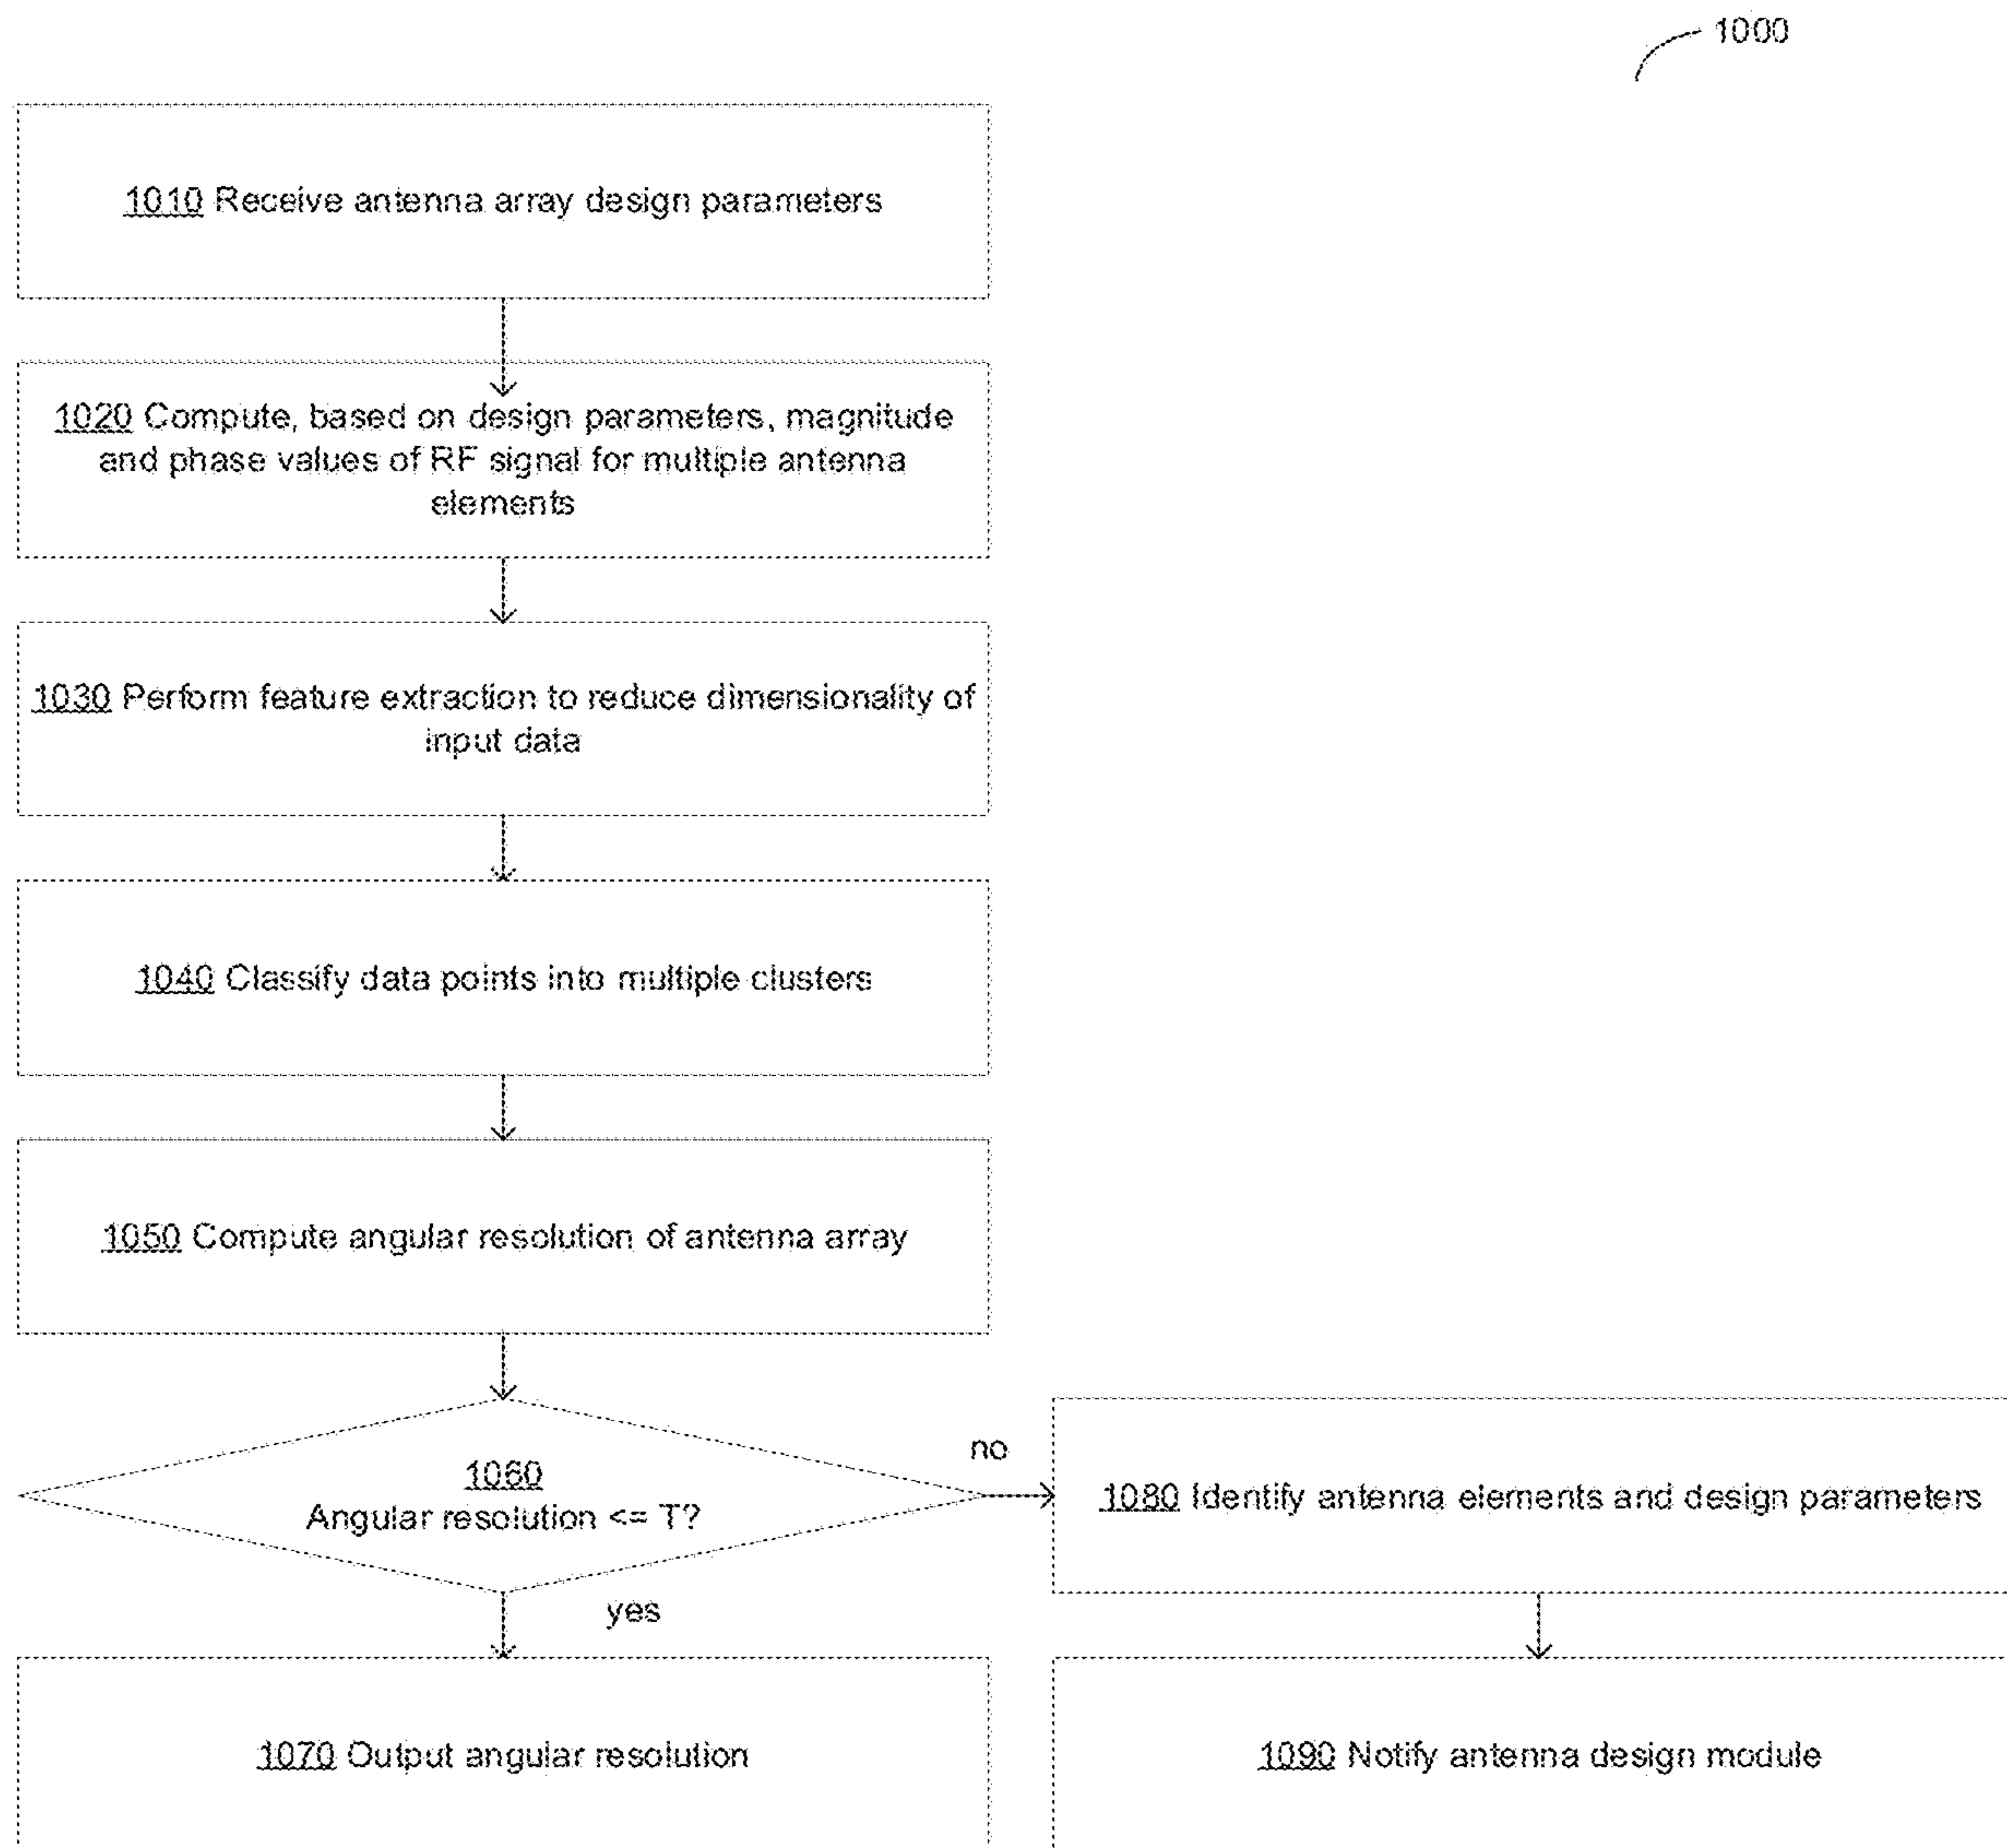 1000
1010 Receive antenna array design parameters
1020 Compute, based on design parameters, magnitude
and phase values of RF signal for multiple antenna
elements
1030 Perform feature extraction to reduce dimensionality of
input data
1040 Classify data points into multiple clusters
1050 Compute angular resolution of antenna array
1060
Angular resolution <= T?
no
1080 Identify antenna elements and design parameters
yes
1070 Output angular resolution
1090 Notify antenna design module